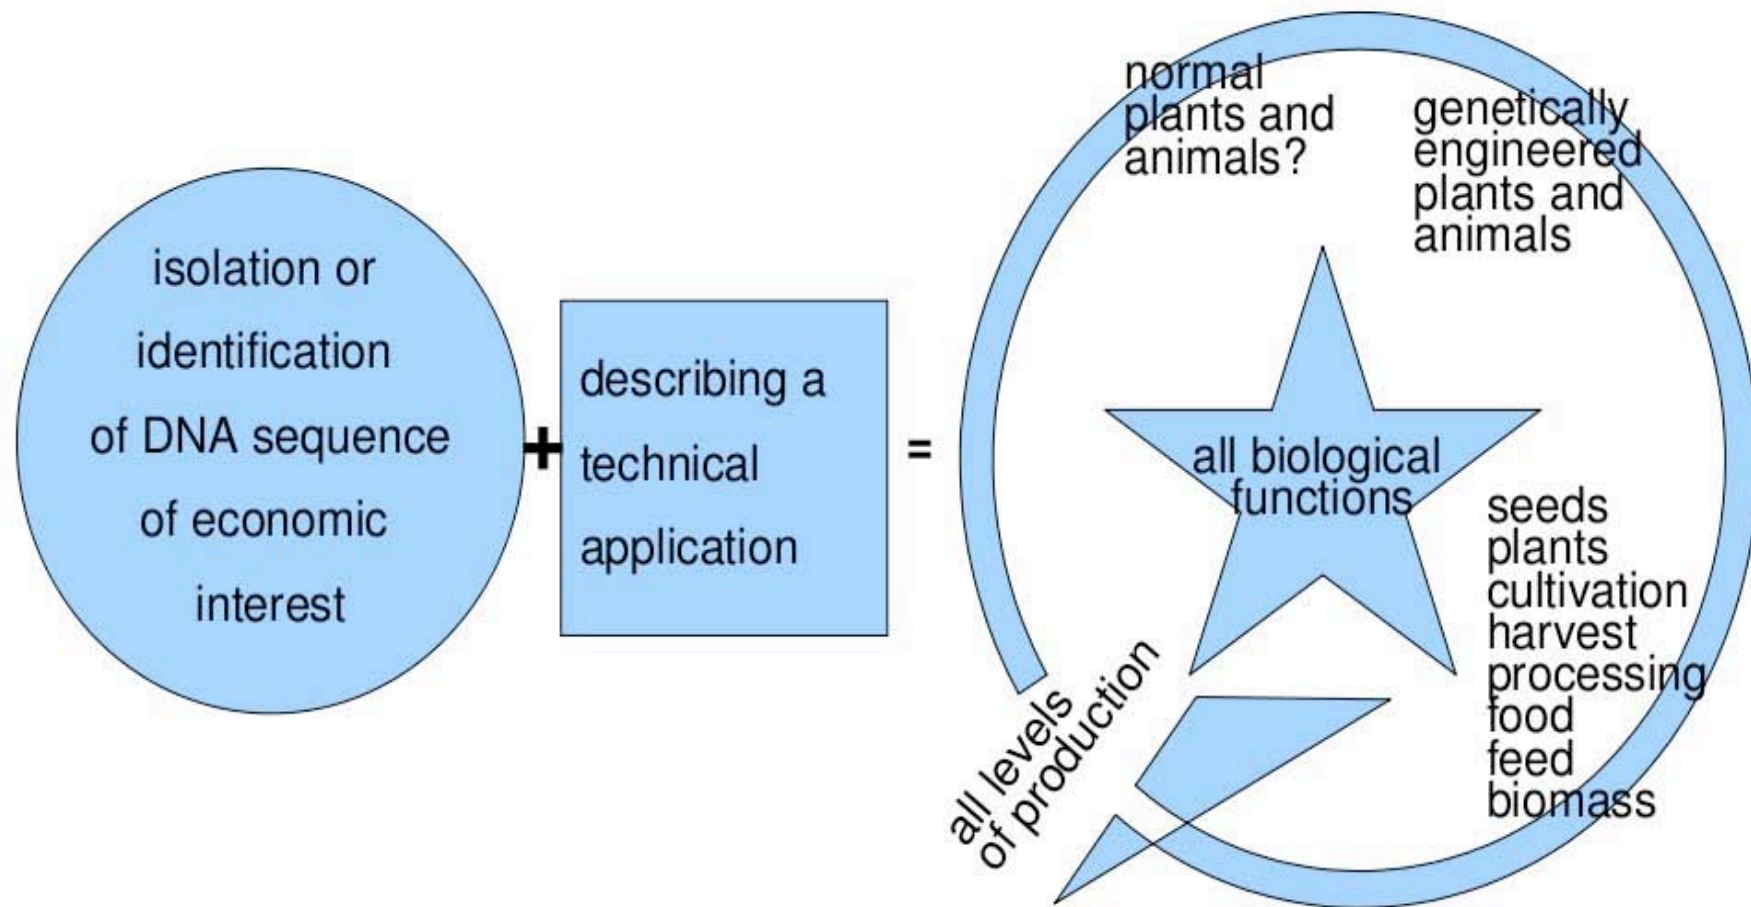 isolation or
identification
of DNA sequence
of economic
interest
+
describing a
technical
application
=
normal
plants and
animals?
genetically
engineered
plants and
animals
all biological
functions
seeds
plants
cultivation
harvest
processing
food
feed
biomass
all levels
of production